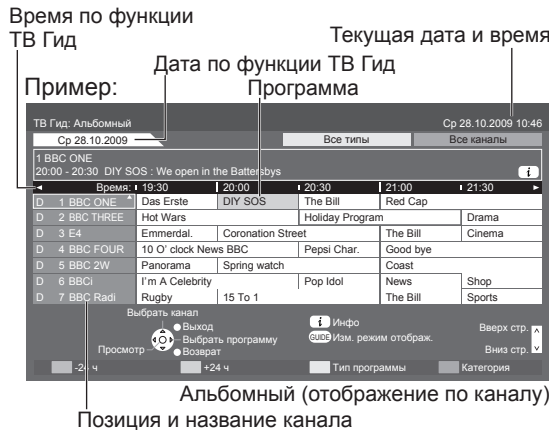 Время по функции
ТВ Гид
Текущая дата и время
Дата по функции ТВ Гид
Пример:
Программа
ТВ Гид: Альбомный
Ср 28.10.2009 10:46
Ср 28.10.2009
Все типы
Все каналы
1 BBC ONE
20:00 - 20:30 DIY SOS : We open in the Battersbys
i
Время: 19:30 20:00 20:30 21:00 21:30
D 1 BBC ONE Das Erste DIY SOS The Bill Red Cap
D 2 BBC THREE Hot Wars Holiday Program Drama
D 3 E4 Emmerdal. Coronation Street The Bill Cinema
D 4 BBC FOUR 10 O' clock News BBC Pepsi Char. Good bye
D 5 BBC 2W Panorama Spring watch Coast
D 6 BBCi I'm A Celebrity Pop Idol News Shop
D 7 BBC Radi Rugby 15 To 1 The Bill Sports
Выбрать канал
Выход
i Инфо
Вверх стр.
Просмотр
Выбрать программу
GUIDE Изм. режим отображ.
Возврат
Вниз стр.
-24 ч +24 ч Тип программы Категория
Альбомный (отображение по каналу)
Позиция и название канала